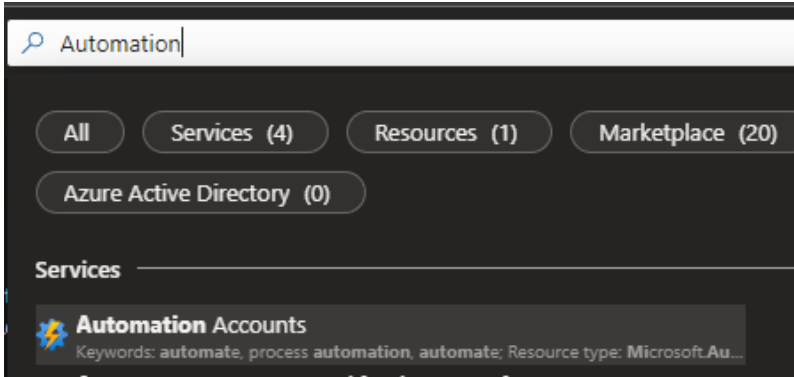 Automation
All Services (4) Resources (1) Marketplace (20)
Azure Active Directory (0)
Services
Automation Accounts
Keywords: automate, process automation, automate; Resource type: Microsoft.Au...